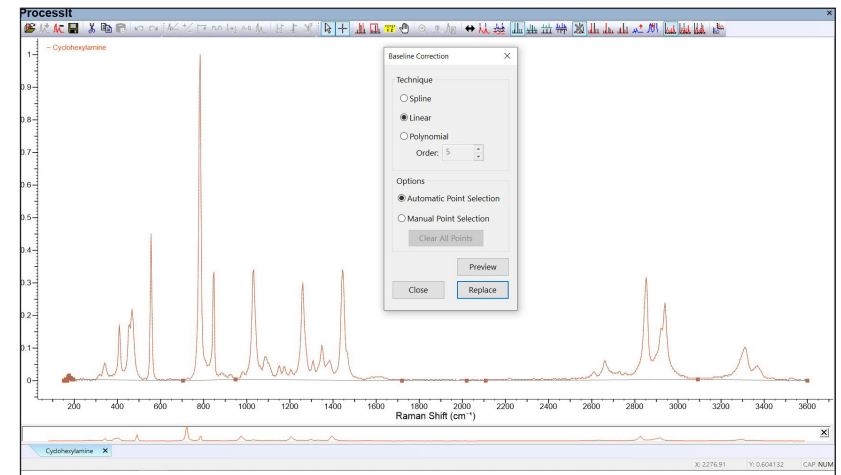 ProcessIt
Cyclohexylamine
Baseline Correction
Technique
Spline
Linear
Polynomial
Order: 5
Options
Automatic Point Selection
Manual Point Selection
Clear All Points
Preview
Close Replace
1
0.9
0.8
0.7
0.6
0.5
0.4
0.3
0.2
0.1
0
200 400 600 800 1000 1200 1400 1600 1800 2000 2200 2400 2600 2800 3000 3200 3400 3600
Raman Shift (cm⁻¹)
Cyclohexylamine X
X: 2276.91 Y: 0.604132 CAP NUM